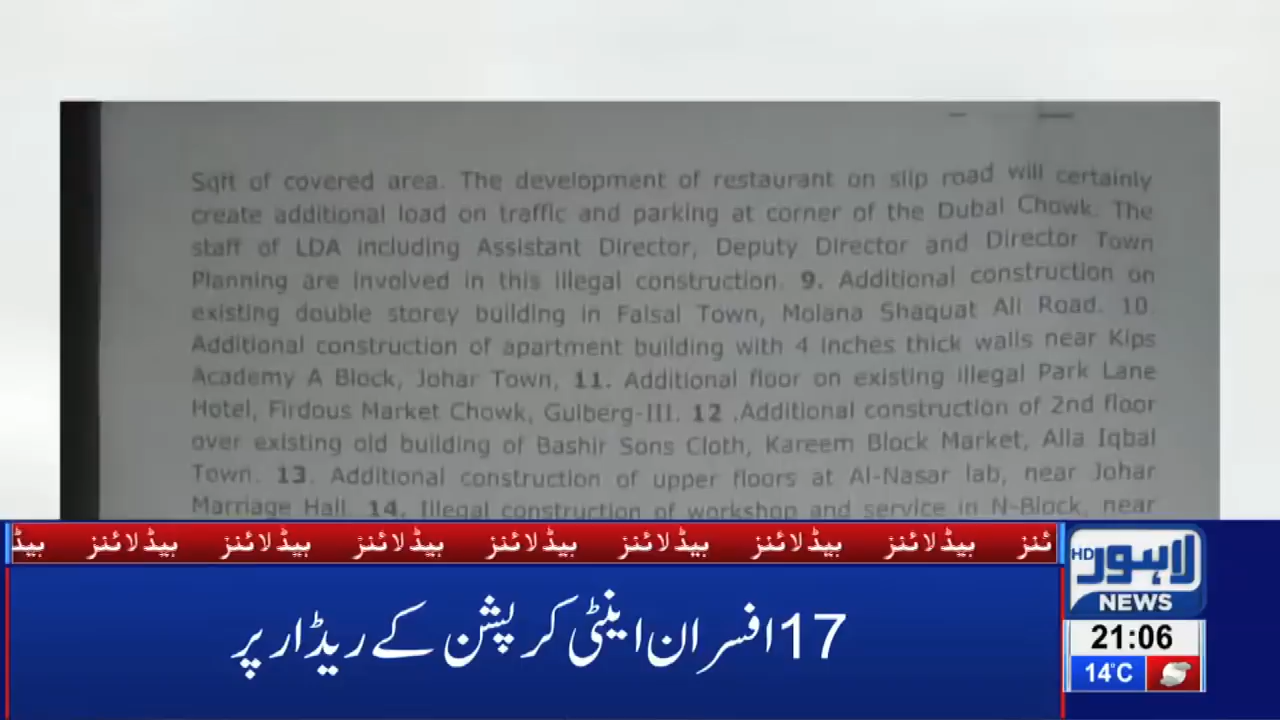 Sqft of covered area. The development of restaurant on slip road will certainly
create additional load on traffic and parking at corner of the Dubai Chowk. The
staff of LDA including Assistant Director, Deputy Director and Director Town
Planning are involved in this illegal construction. 9. Additional construction on
existing double storey building in Faisal Town, Molana Shaquat Ali Road. 10.
Additional construction of apartment building with 4 inches thick walls near Kips
Academy A Block, Johar Town, 11. Additional floor on existing illegal Park Lane
Hotel, Firdous Market Chowk, Gulberg-III. 12 .Additional construction of 2nd floor
over existing old building of Bashir Sons Cloth, Kareem Block Market, Alla Iqbal
Town. 13. Additional construction of upper floors at Al-Nasar lab, near Johar
Marriage Hall. 14. Illegal construction of workshop and service in N-Block, near
ئنز ہیڈلائنز ہیڈلائنز ہیڈلائنز ہیڈلائنز ہیڈلائنز ہیڈلائنز ہیڈلائنز ہیڈ
17 افسران اینٹی کرپشن کے ریڈار پر
HD لاہور
NEWS
21:06
14°C